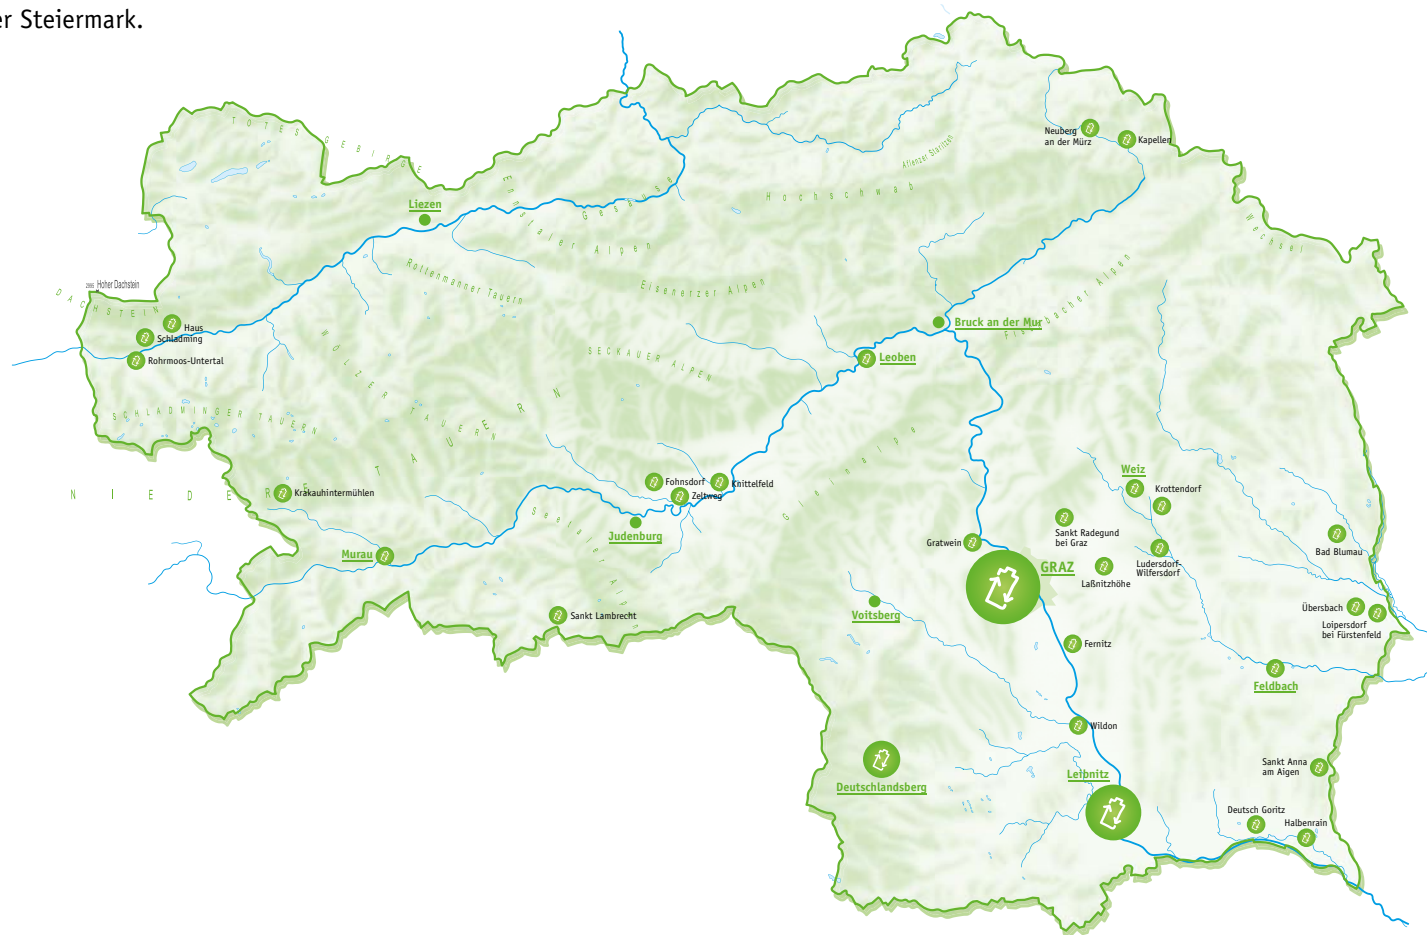 er Steiermark.
TOTES GEBIRGE
Neuberg
an der Mürz
Kapellen
Aflenzer Staritzen
Hochschwab
Gesäuse
Ennstaler Alpen
Liezen
Wechsel
Rottenmanner Tauern
Eisenerzer Alpen
Fischbacher Alpen
Hoher Dachstein
DACHSTEIN
Haus
Schladming
Rohrmoos-Untertal
Bruck an der Mur
Leoben
WÖLZER TAUERN
SECKAUER ALPEN
SCHLADMINGER TAUERN
NIEDERE TAUERN
Gleinalpe
Krakauhintermühlen
Fohnsdorf
Zeltweg
Knittelfeld
Judenburg
Seetaler Alpen
Murau
Sankt Lambrecht
Weiz
Krottendorf
Sankt Radegund
bei Graz
Gratwein
GRAZ
Laßnitzhöhe
Ludersdorf-
Wilfersdorf
Bad Blumau
Übersbach
Loipersdorf
bei Fürstenfeld
Voitsberg
Fernitz
Feldbach
Wildon
Deutschlandsberg
Leibnitz
Sankt Anna
am Aigen
Deutsch Goritz
Halbenrain